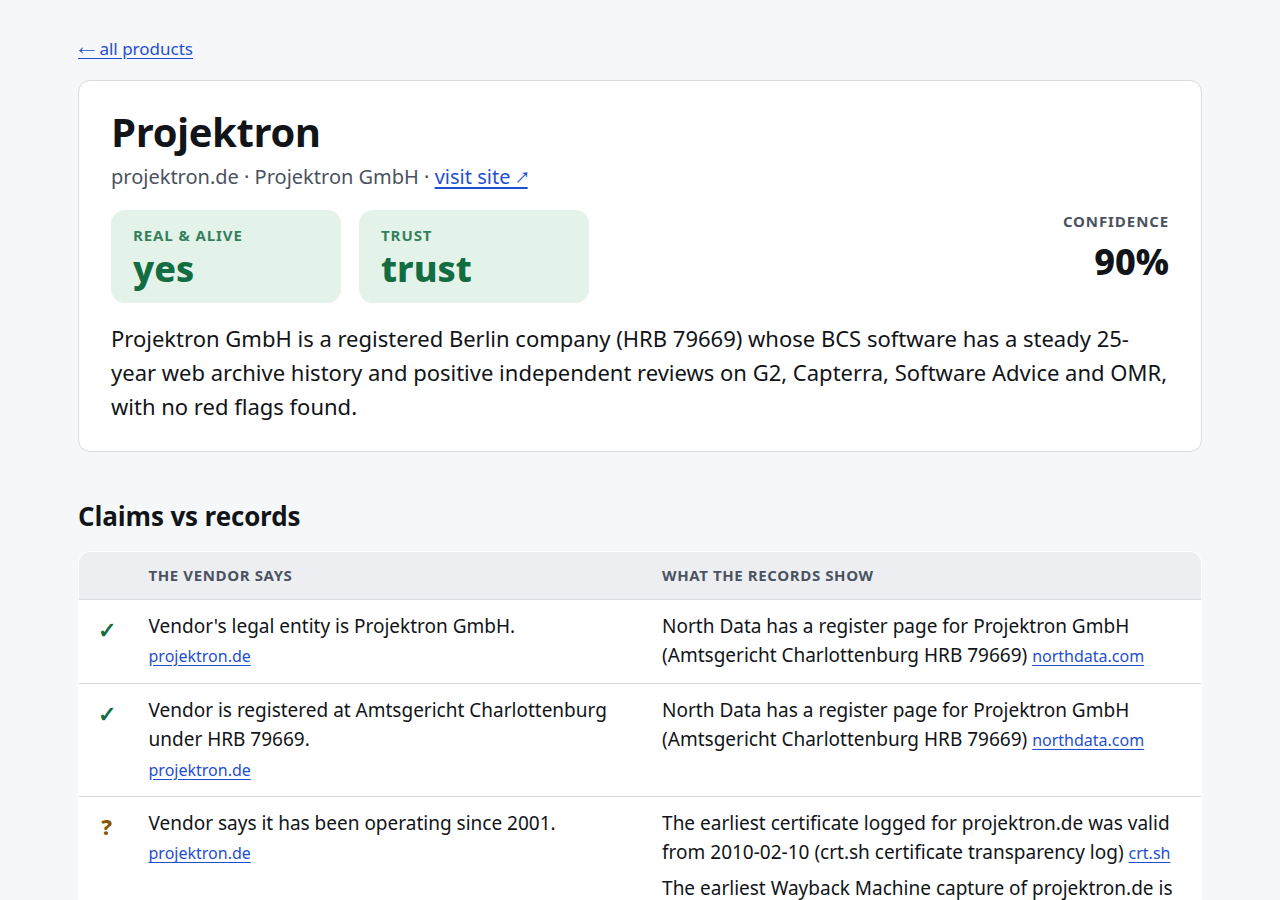 ← all products
Projektron
projektron.de · Projektron GmbH · visit site ↗
REAL & ALIVE
yes
TRUST
trust
CONFIDENCE
90%
Projektron GmbH is a registered Berlin company (HRB 79669) whose BCS software has a steady 25-
year web archive history and positive independent reviews on G2, Capterra, Software Advice and OMR,
with no red flags found.
Claims vs records
THE VENDOR SAYS
WHAT THE RECORDS SHOW
✓
Vendor's legal entity is Projektron GmbH.
projektron.de
North Data has a register page for Projektron GmbH
(Amtsgericht Charlottenburg HRB 79669) northdata.com
✓
Vendor is registered at Amtsgericht Charlottenburg
under HRB 79669.
projektron.de
North Data has a register page for Projektron GmbH
(Amtsgericht Charlottenburg HRB 79669) northdata.com
?
Vendor says it has been operating since 2001.
projektron.de
The earliest certificate logged for projektron.de was valid
from 2010-02-10 (crt.sh certificate transparency log) crt.sh
The earliest Wayback Machine capture of projektron.de is